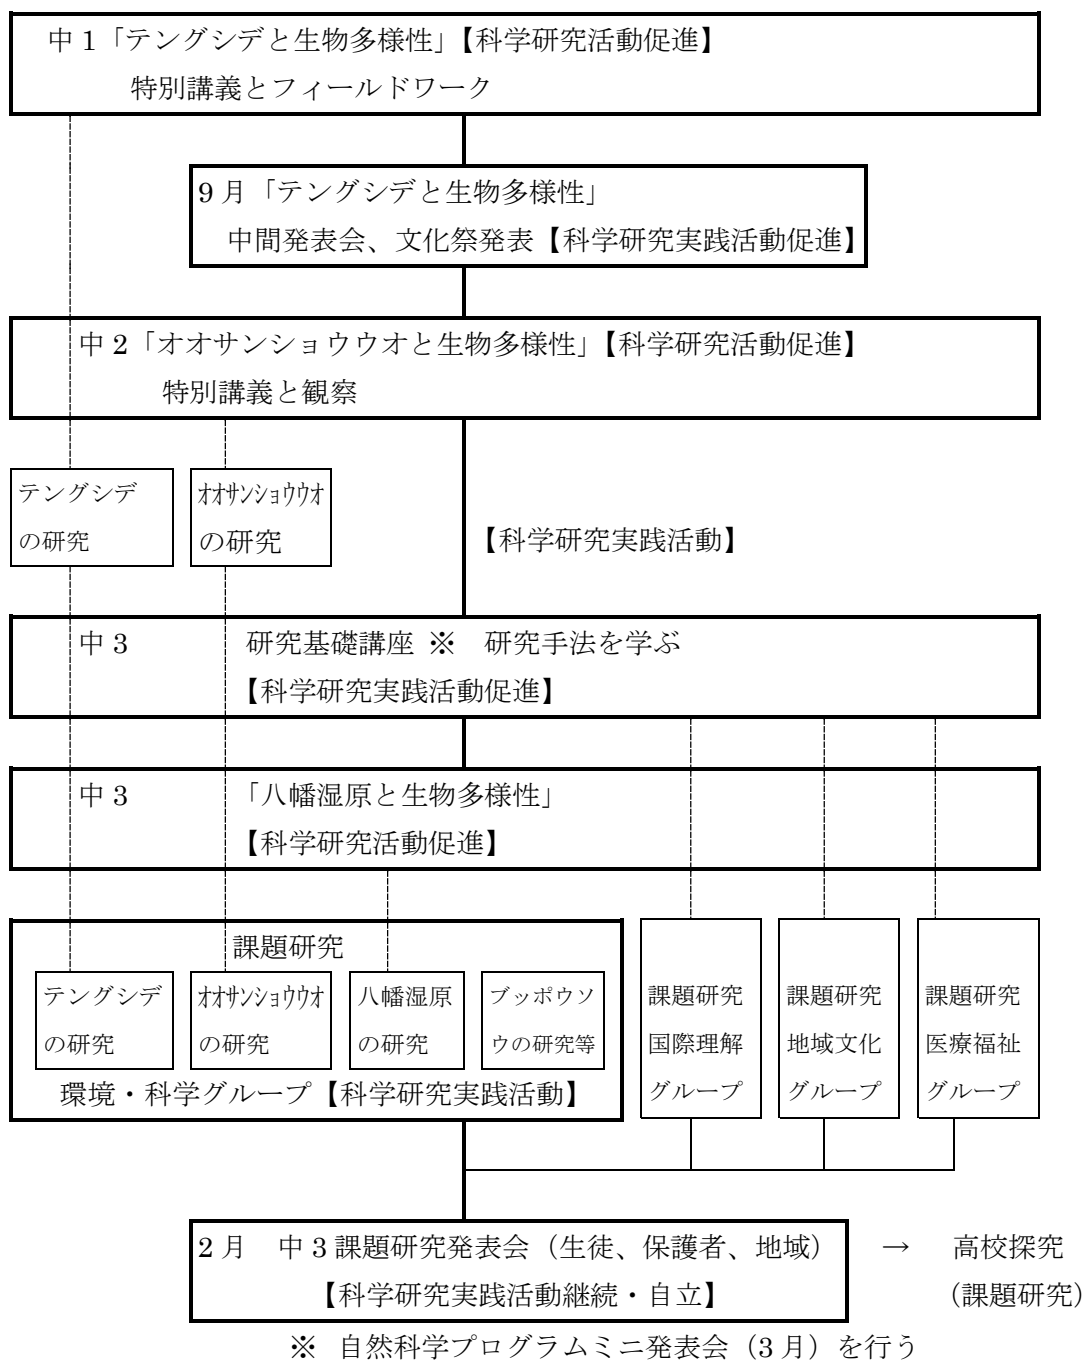 中1「テングシデと生物多様性」【科学研究活動促進】
特別講義とフィールドワーク
9月「テングシデと生物多様性」
中間発表会、文化祭発表【科学研究実践活動促進】
中2「オオサンショウウオと生物多様性」【科学研究活動促進】
特別講義と観察
テングシデ
の研究
オオサンショウウオ
の研究
【科学研究実践活動】
中3 研究基礎講座 ※ 研究手法を学ぶ
【科学研究実践活動促進】
中3 「八幡湿原と生物多様性」
【科学研究活動促進】
課題研究
テングシデ
の研究
オオサンショウウオ
の研究
八幡湿原
の研究
ブッポウソ
ウの研究等
環境・科学グループ【科学研究実践活動】
課題研究
国際理解
グループ
課題研究
地域文化
グループ
課題研究
医療福祉
グループ
2月 中3課題研究発表会（生徒、保護者、地域）
【科学研究実践活動継続・自立】
→ 高校探究
（課題研究）
※ 自然科学プログラムミニ発表会（3月）を行う